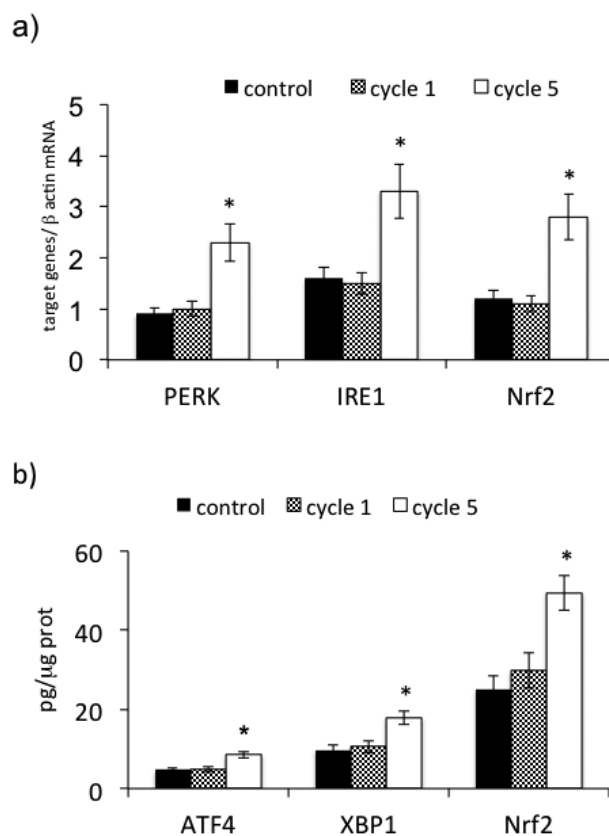 a)
control cycle 1 cycle 5
target genes/ β actin mRNA
5
4
3
2
1
0
* * *
PERK IRE1 Nrf2
b)
control cycle 1 cycle 5
pg/μg prot
60
40
20
0
* * *
ATF4 XBP1 Nrf2